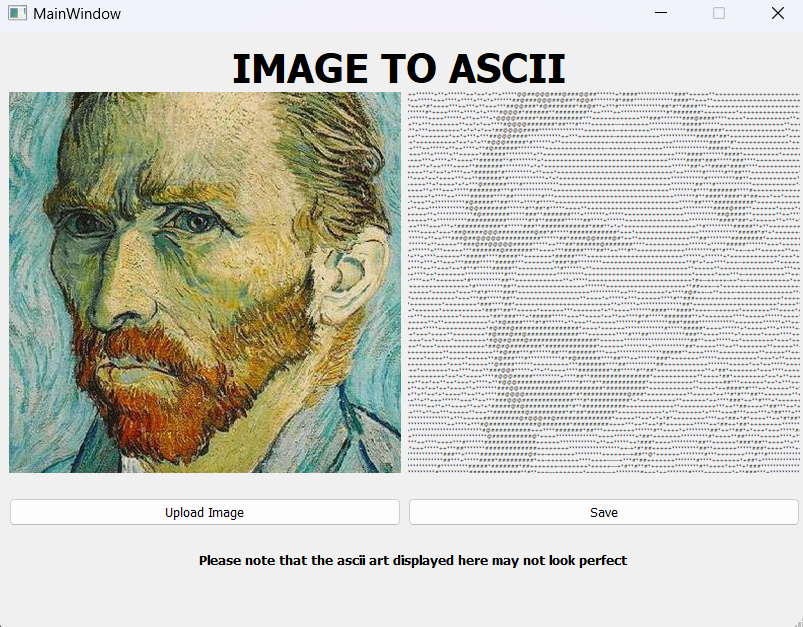 MainWindow
IMAGE TO ASCII
Upload Image
Save
Please note that the ascii art displayed here may not look perfect